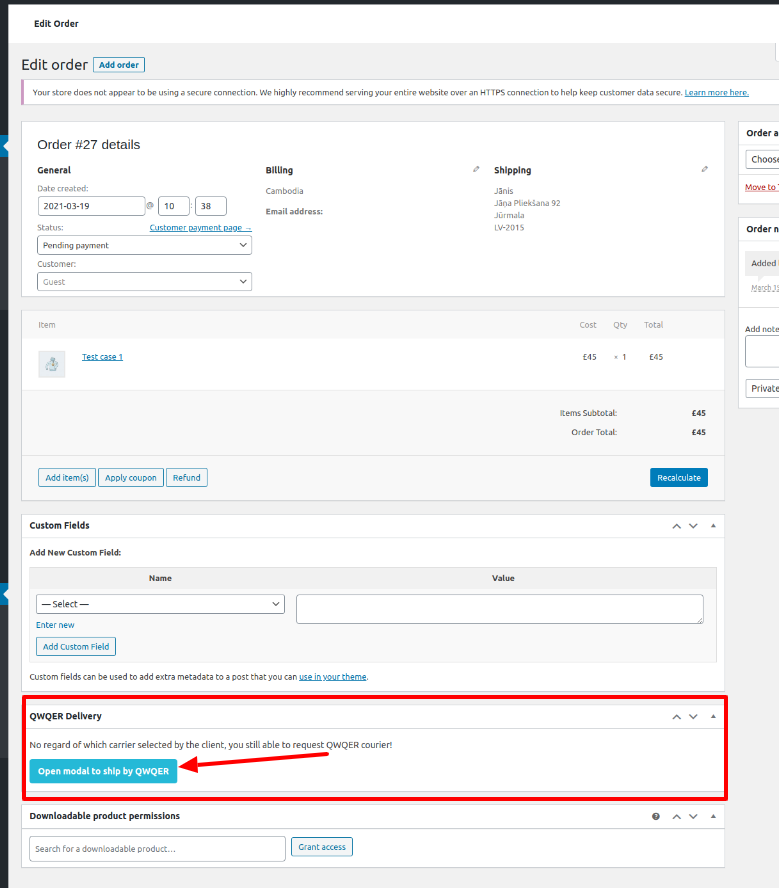 Edit Order
Edit order Add order
Your store does not appear to be using a secure connection. We highly recommend serving your entire website over an HTTPS connection to help keep customer data secure. Learn more here.
Order #27 details
General
Date created:
2021-03-19 @ 10 : 38
Status: Customer payment page →
Pending payment
Customer:
Guest
Billing
Cambodia
Email address:
Shipping
Jānis
Jāņa Pliekšana 92
Jūrmala
LV-2015
Item Cost Qty Total
Test case 1 £45 × 1 £45
Items Subtotal: £45
Order Total: £45
Add item(s) Apply coupon Refund Recalculate
Custom Fields
Add New Custom Field:
Name Value
— Select —
Enter new
Add Custom Field
Custom fields can be used to add extra metadata to a post that you can use in your theme.
QWQER Delivery
No regard of which carrier selected by the client, you still able to request QWQER courier!
Open modal to ship by QWQER
Downloadable product permissions ?
Search for a downloadable product… Grant access
Order a
Choose
Move to
Order n
Added
Add note
Private